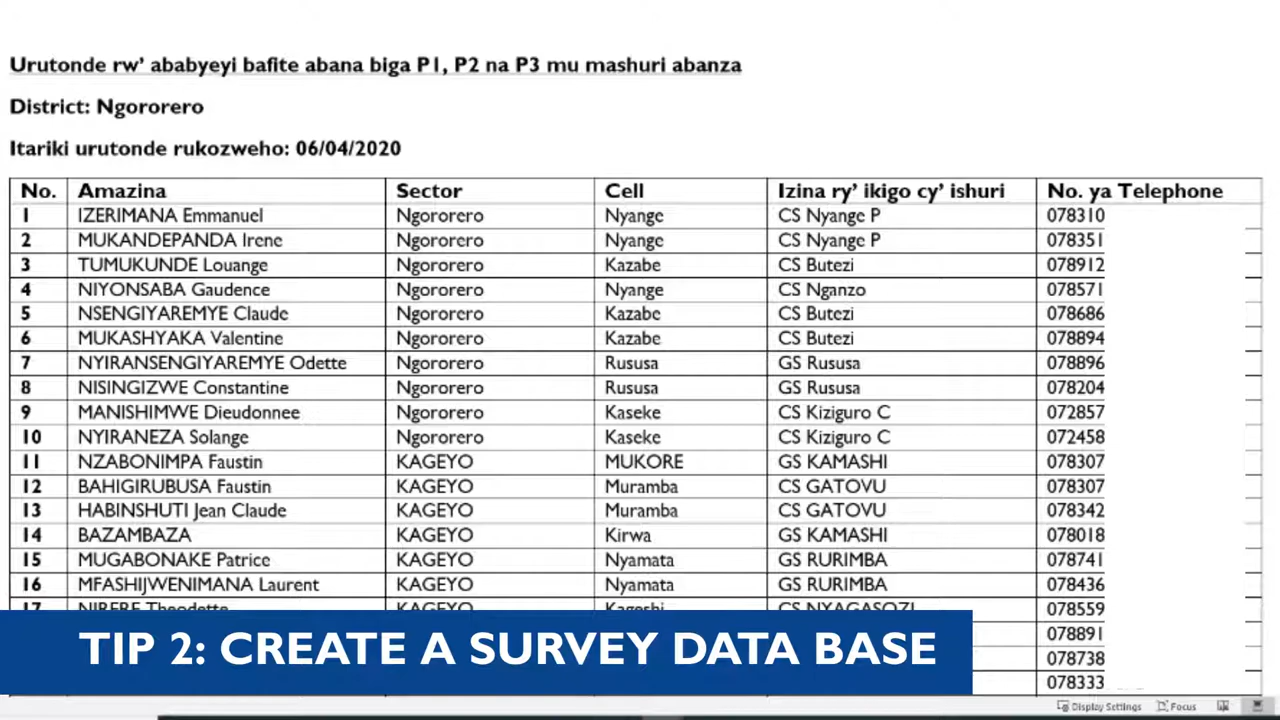 Urutonde rw' ababyeyi bafite abana biga P1, P2 na P3 mu mashuri abanza
District: Ngororero
Itariki urutonde rukozweho: 06/04/2020
No. Amazina Sector Cell Izina ry' ikigo cy' ishuri No. ya Telephone
1 IZERIMANA Emmanuel Ngororero Nyange CS Nyange P 078310
2 MUKANDEPANDA Irene Ngororero Nyange CS Nyange P 078351
3 TUMUKUNDE Louange Ngororero Kazabe CS Butezi 078912
4 NIYONSABA Gaudence Ngororero Nyange CS Nganzo 078571
5 NSENGIYAREMYE Claude Ngororero Kazabe CS Butezi 078686
6 MUKASHYAKA Valentine Ngororero Kazabe CS Butezi 078894
7 NYIRANSENGIYAREMYE Odette Ngororero Rususa GS Rususa 078896
8 NISINGIZWE Constantine Ngororero Rususa GS Rususa 078204
9 MANISHIMWE Dieudonnee Ngororero Kaseke CS Kiziguro C 072857
10 NYIRANEZA Solange Ngororero Kaseke CS Kiziguro C 072458
11 NZABONIMPA Faustin KAGEYO MUKORE GS KAMASHI 078307
12 BAHIGIRUBUSA Faustin KAGEYO Muramba CS GATOVU 078307
13 HABINSHUTI Jean Claude KAGEYO Muramba CS GATOVU 078342
14 BAZAMBAZA KAGEYO Kirwa GS KAMASHI 078018
15 MUGABONAKE Patrice KAGEYO Nyamata GS RURIMBA 078741
16 MFASHIJWENIMANA Laurent KAGEYO Nyamata GS RURIMBA 078436
17 KAGEYO CS NYAGASOZI 078559
078891
078738
078333
TIP 2: CREATE A SURVEY DATA BASE
Display Settings Focus